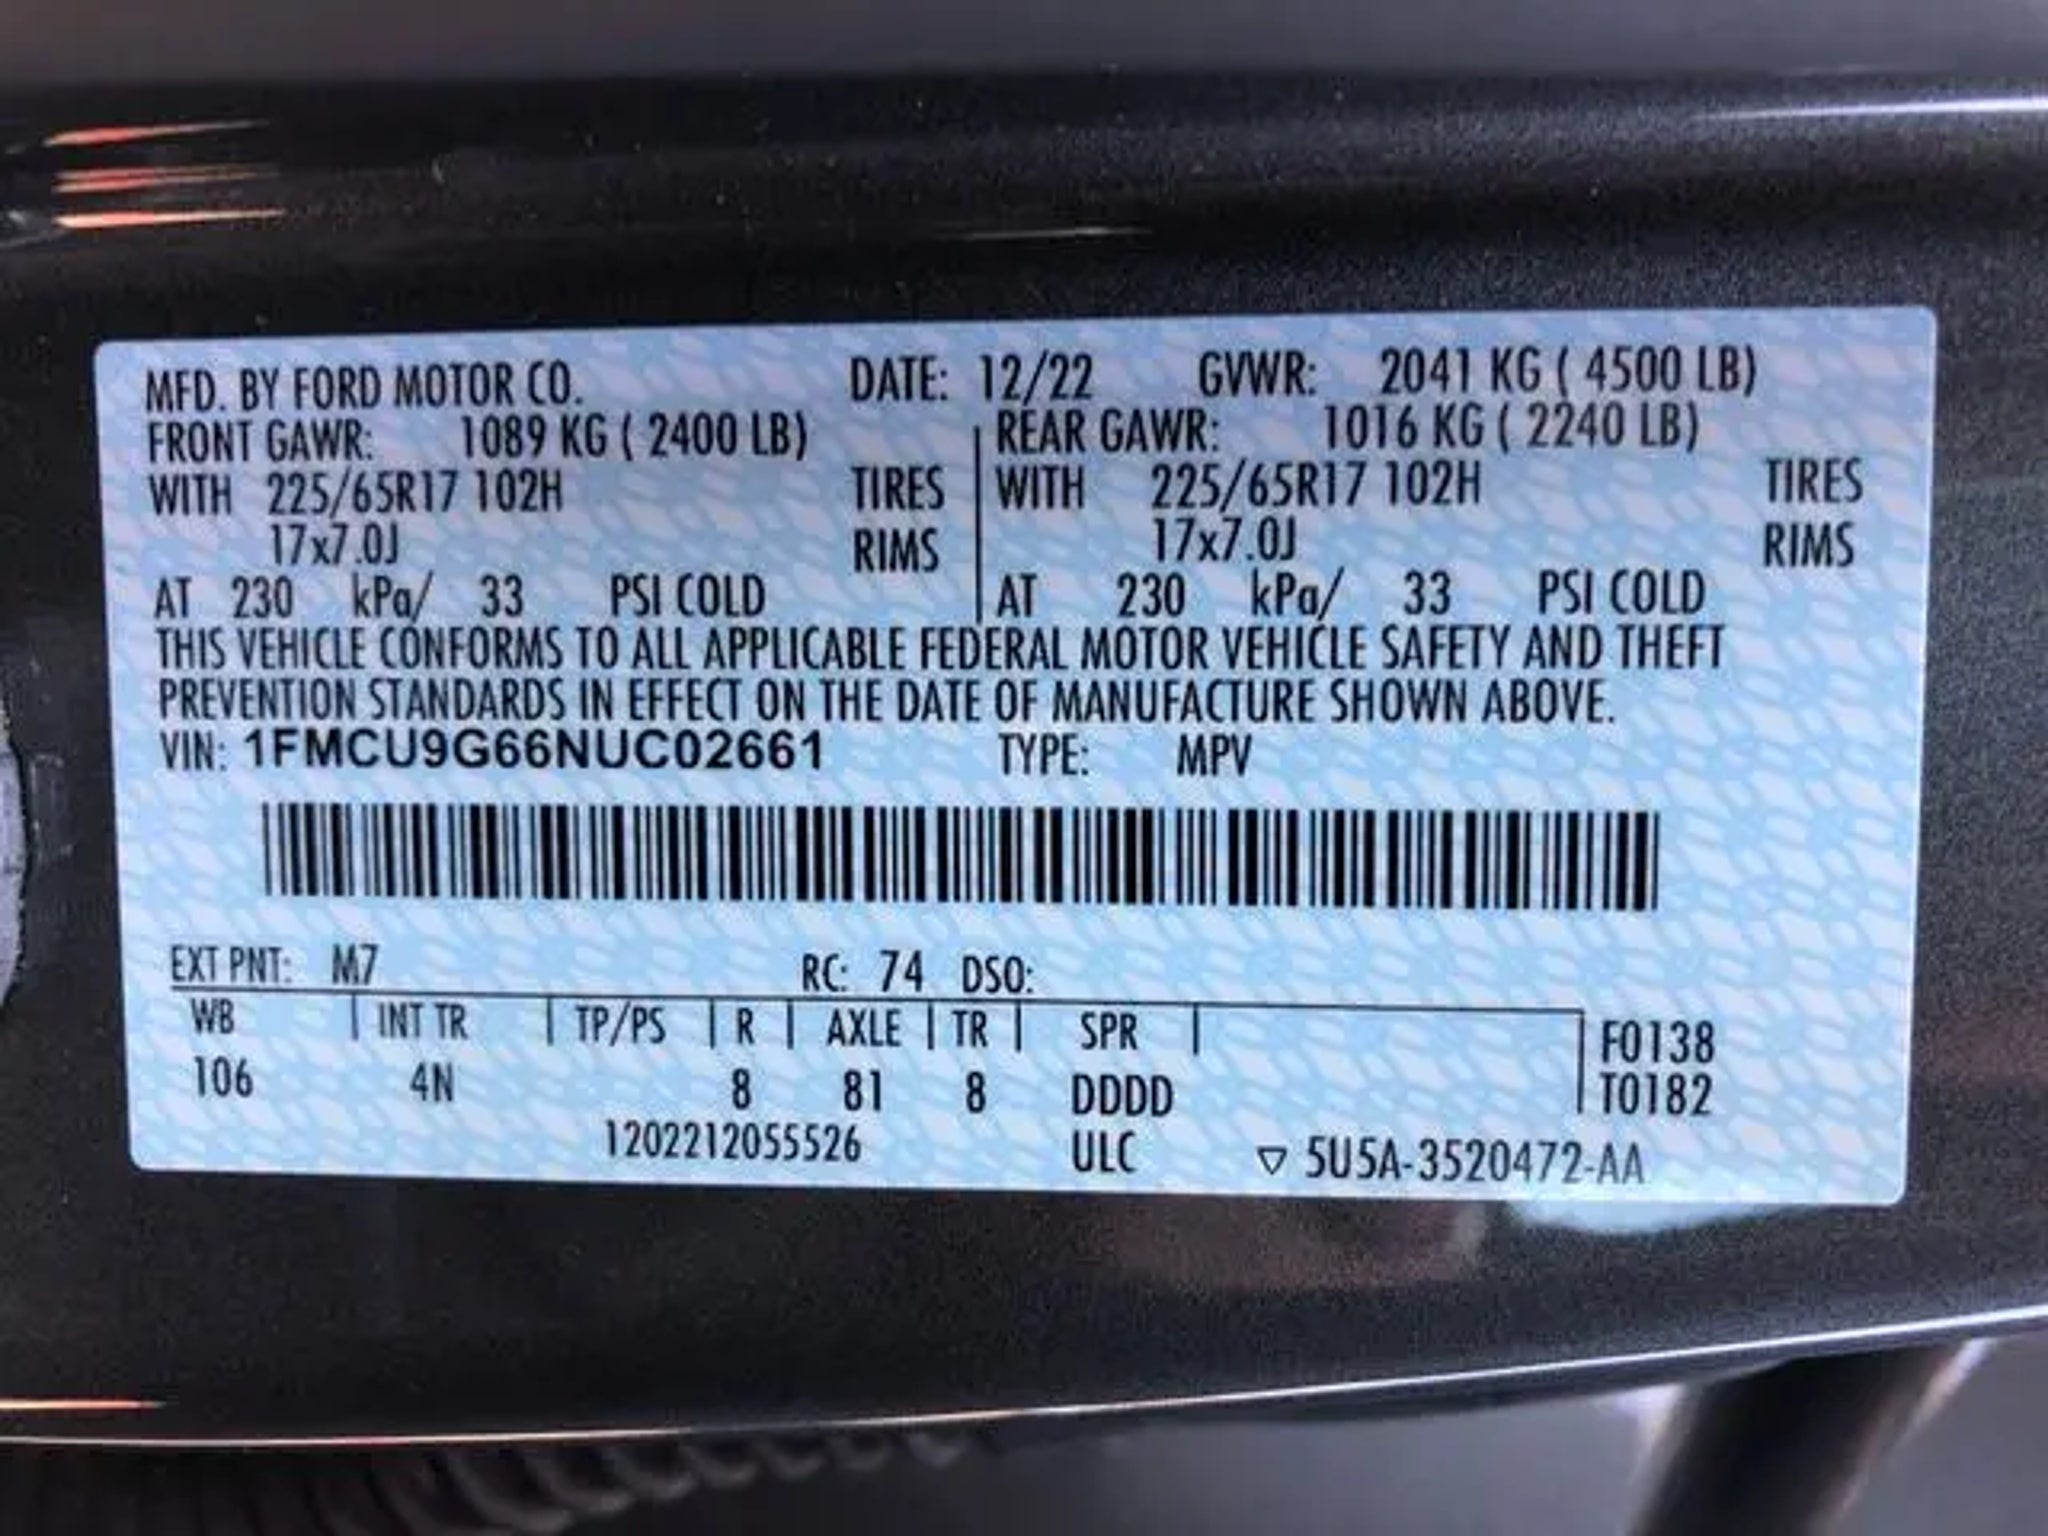 MFD. BY FORD MOTOR CO. DATE: 12/22 GVWR: 2041 KG ( 4500 LB)
FRONT GAWR: 1089 KG ( 2400 LB) REAR GAWR: 1016 KG ( 2240 LB)
WITH 225/65R17 102H TIRES WITH 225/65R17 102H TIRES
17x7.0J RIMS 17x7.0J RIMS
AT 230 kPa/ 33 PSI COLD AT 230 kPa/ 33 PSI COLD
THIS VEHICLE CONFORMS TO ALL APPLICABLE FEDERAL MOTOR VEHICLE SAFETY AND THEFT
PREVENTION STANDARDS IN EFFECT ON THE DATE OF MANUFACTURE SHOWN ABOVE.
VIN: 1FMCU9G66NUC02661 TYPE: MPV
EXT PNT: M7 RC: 74 DSO:
WB INT TR TP/PS R AXLE TR SPR F0138
106 4N 8 81 8 DDDD T0182
1202212055526 ULC ▽ 5U5A-3520472-AA